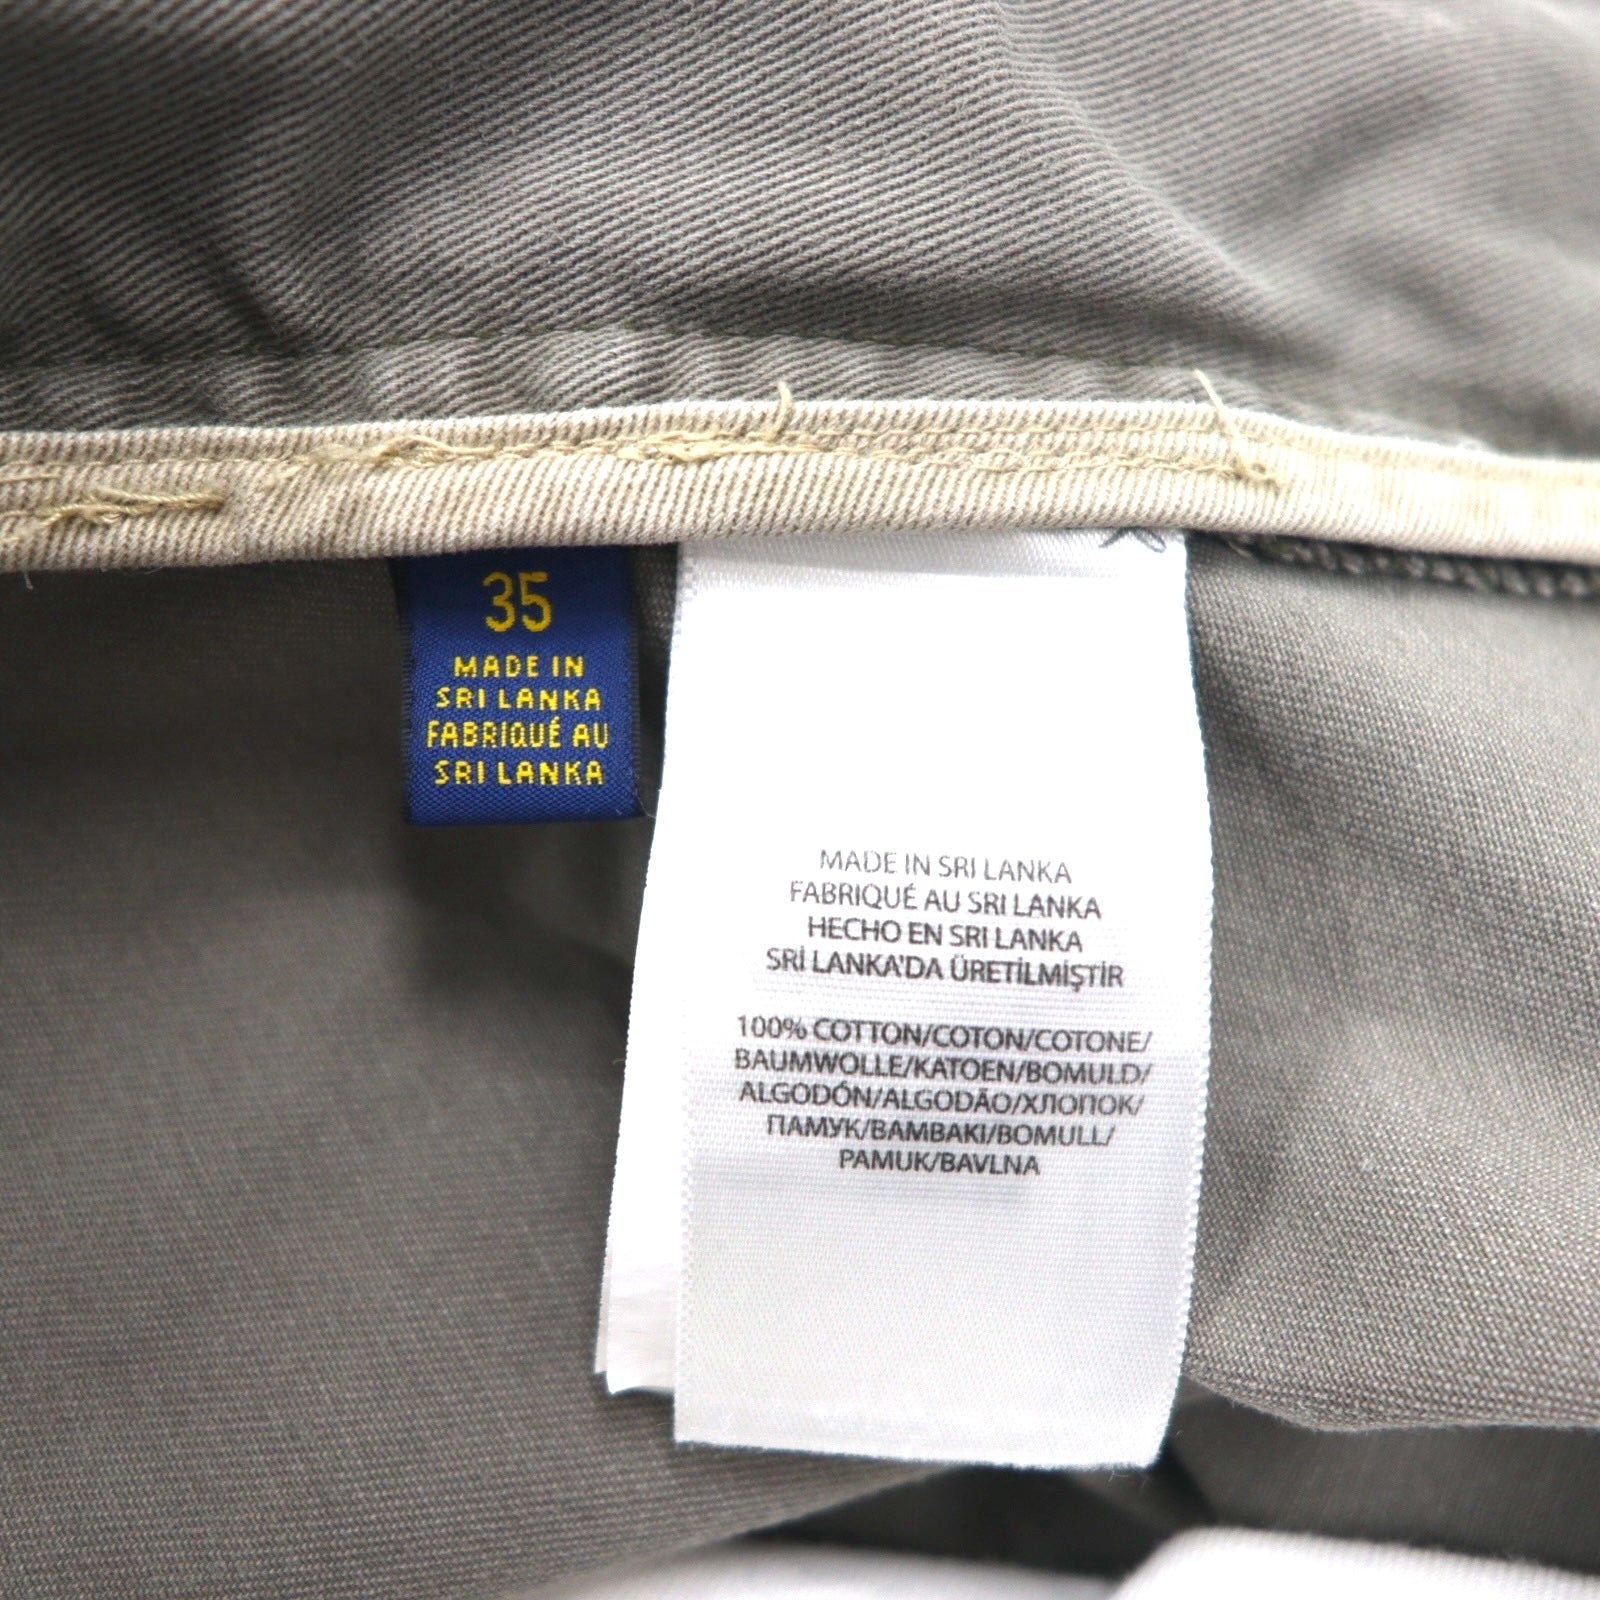 35
MADE IN
SRI LANKA
FABRIQUÉ AU
SRI LANKA
MADE IN SRI LANKA
FABRIQUÉ AU SRI LANKA
HECHO EN SRI LANKA
SRİ LANKA'DA ÜRETİLMİŞTİR
100% COTTON/COTON/COTONE/
BAUMWOLLE/KATOEN/BOMULD/
ALGODÓN/ALGODÃO/ХЛОПОК/
ПАМУК/BAMBAKI/BOMULL/
PAMUK/BAVLNA